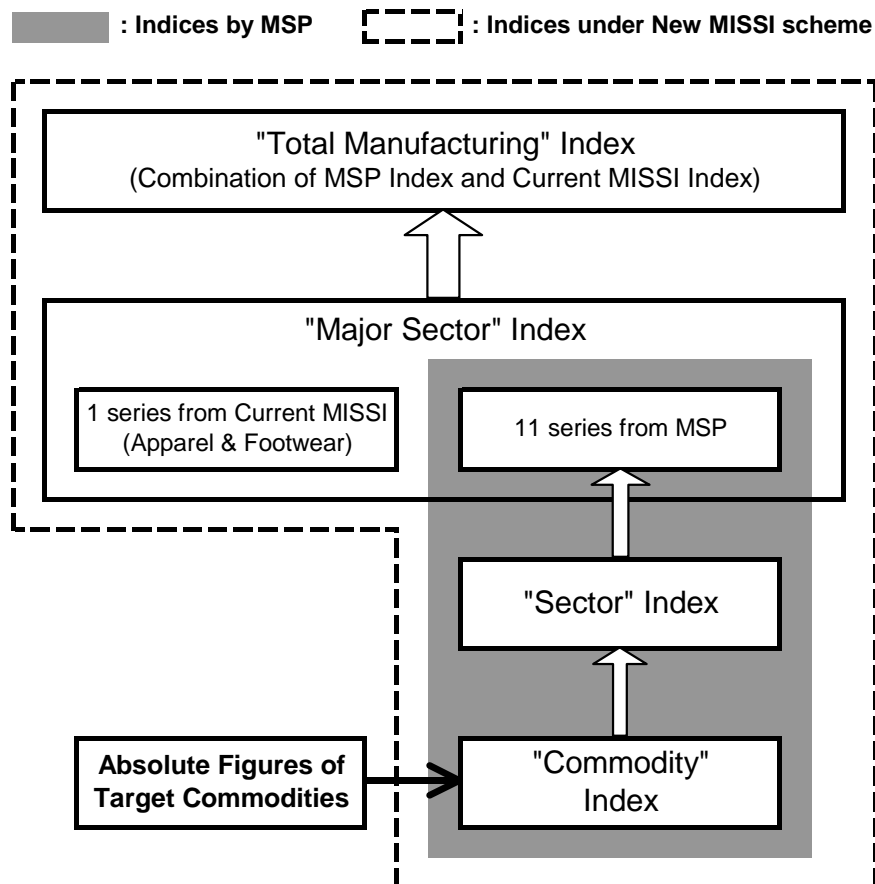 : Indices by MSP
: Indices under New MISSI scheme
"Total Manufacturing" Index
(Combination of MSP Index and Current MISSI Index)
"Major Sector" Index
1 series from Current MISSI
(Apparel & Footwear)
11 series from MSP
"Sector" Index
Absolute Figures of
Target Commodities
"Commodity"
Index